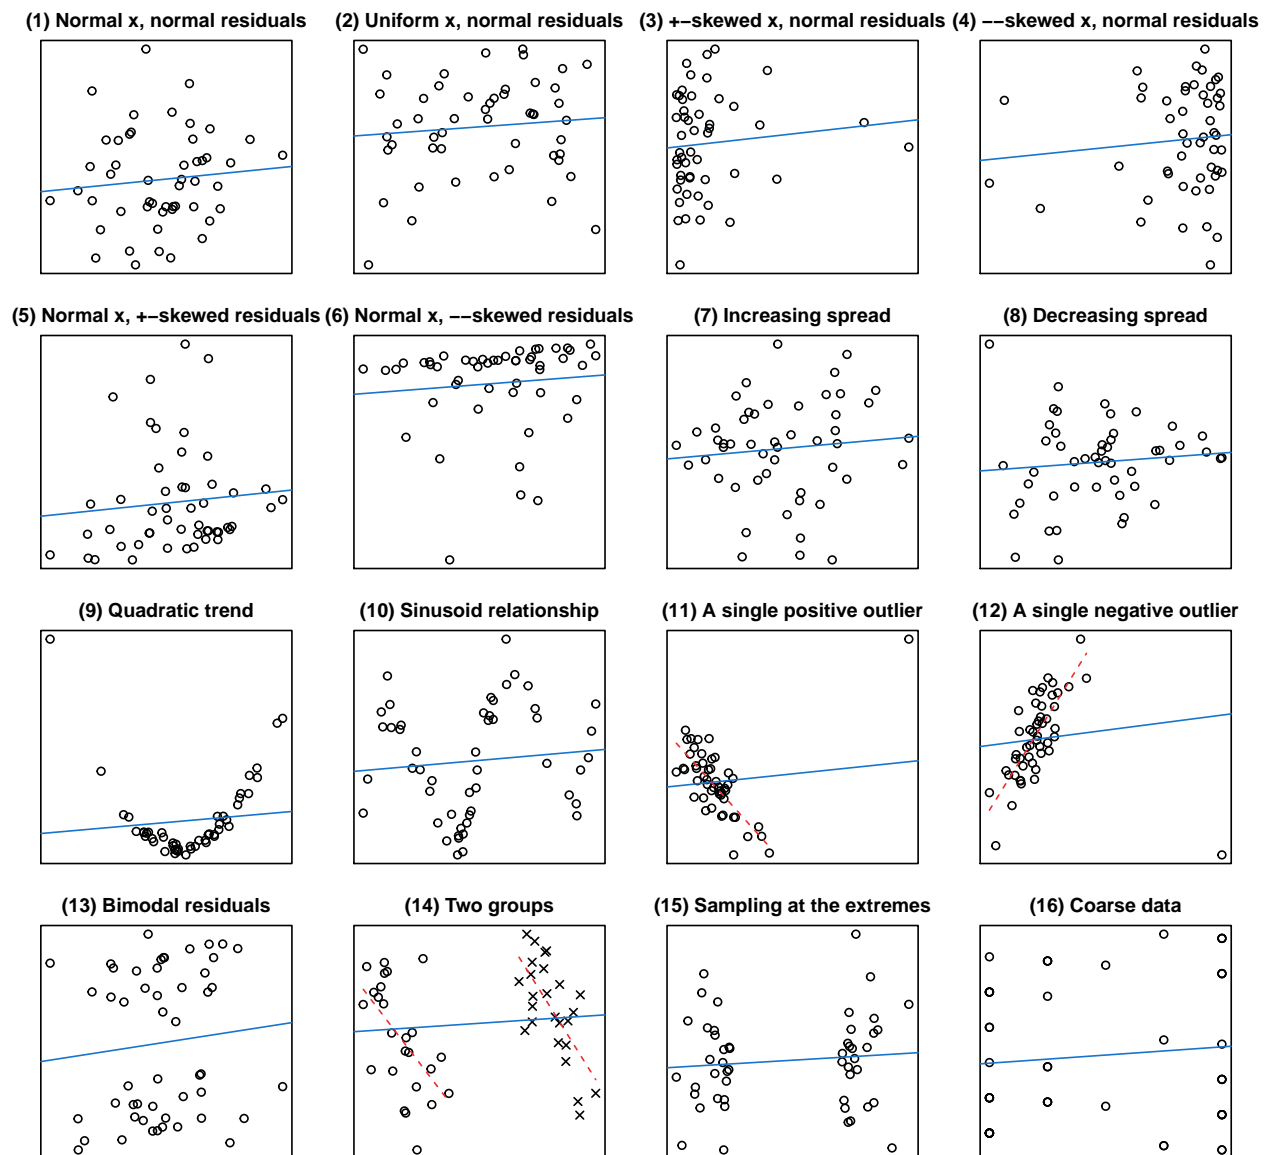 (1) Normal x, normal residuals
(2) Uniform x, normal residuals
(3) +−skewed x, normal residuals
(4) −−skewed x, normal residuals
(5) Normal x, +−skewed residuals
(6) Normal x, −−skewed residuals
(7) Increasing spread
(8) Decreasing spread
(9) Quadratic trend
(10) Sinusoid relationship
(11) A single positive outlier
(12) A single negative outlier
(13) Bimodal residuals
(14) Two groups
(15) Sampling at the extremes
(16) Coarse data